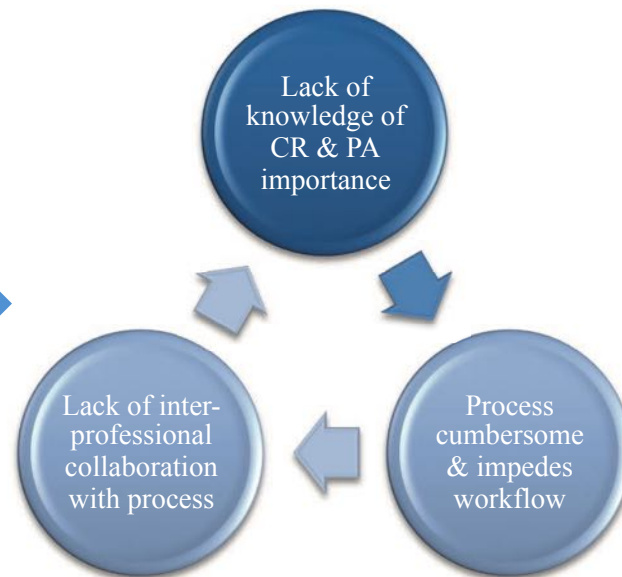 Lack of
knowledge of
CR & PA
importance
Lack of inter-
professional
collaboration
with process
Process
cumbersome
& impedes
workflow